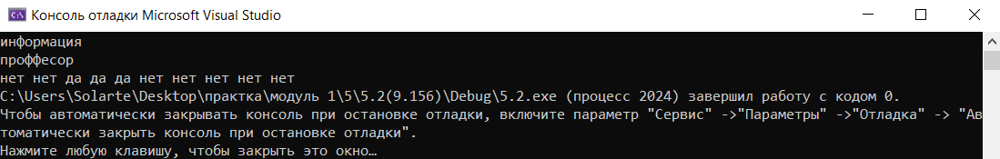 Консоль отладки Microsoft Visual Studio
информация
проффесор
нет нет да да да нет нет нет нет нет
C:\Users\Solarte\Desktop\практка\модуль 1\5\5.2(9.156)\Debug\5.2.exe (процесс 2024) завершил работу с кодом 0.
Чтобы автоматически закрывать консоль при остановке отладки, включите параметр "Сервис" ->"Параметры" ->"Отладка" -> "Ав
томатически закрыть консоль при остановке отладки".
Нажмите любую клавишу, чтобы закрыть это окно…